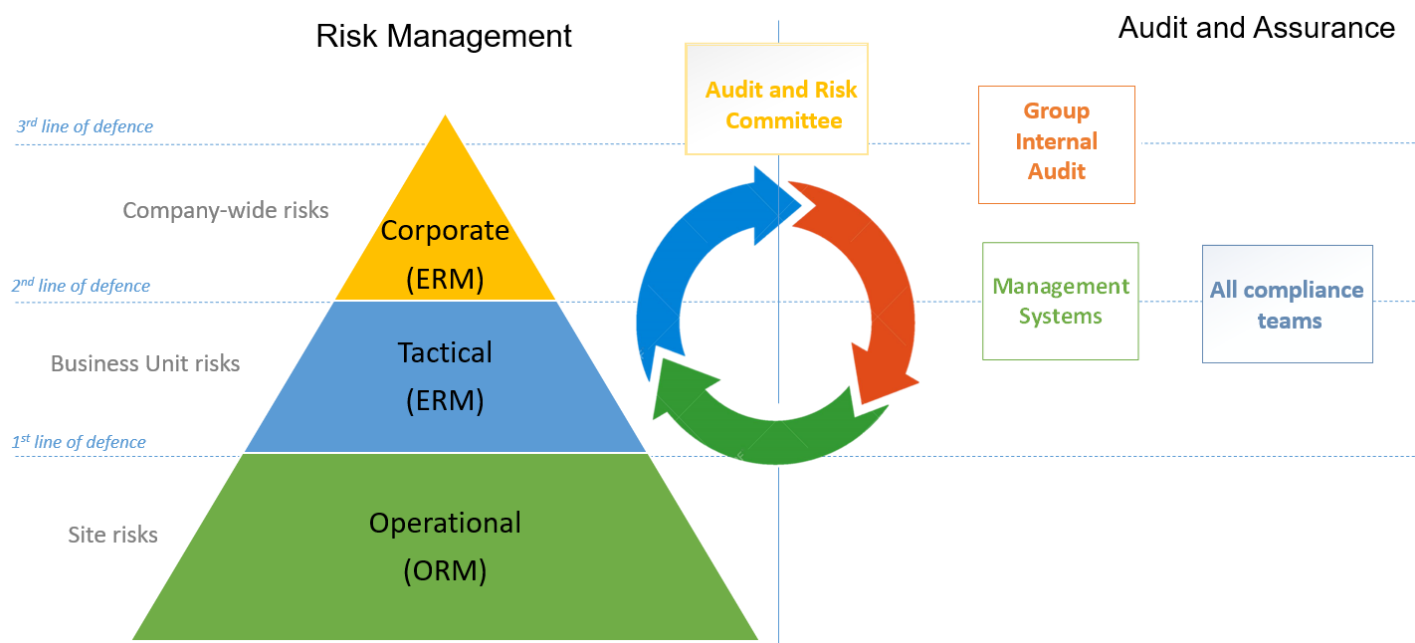 Risk Management
Audit and Assurance
Audit and Risk
Committee
Group
Internal
Audit
3rd line of defence
Company-wide risks
Corporate
(ERM)
Management
Systems
All compliance
teams
2nd line of defence
Business Unit risks
Tactical
(ERM)
1st line of defence
Site risks
Operational
(ORM)